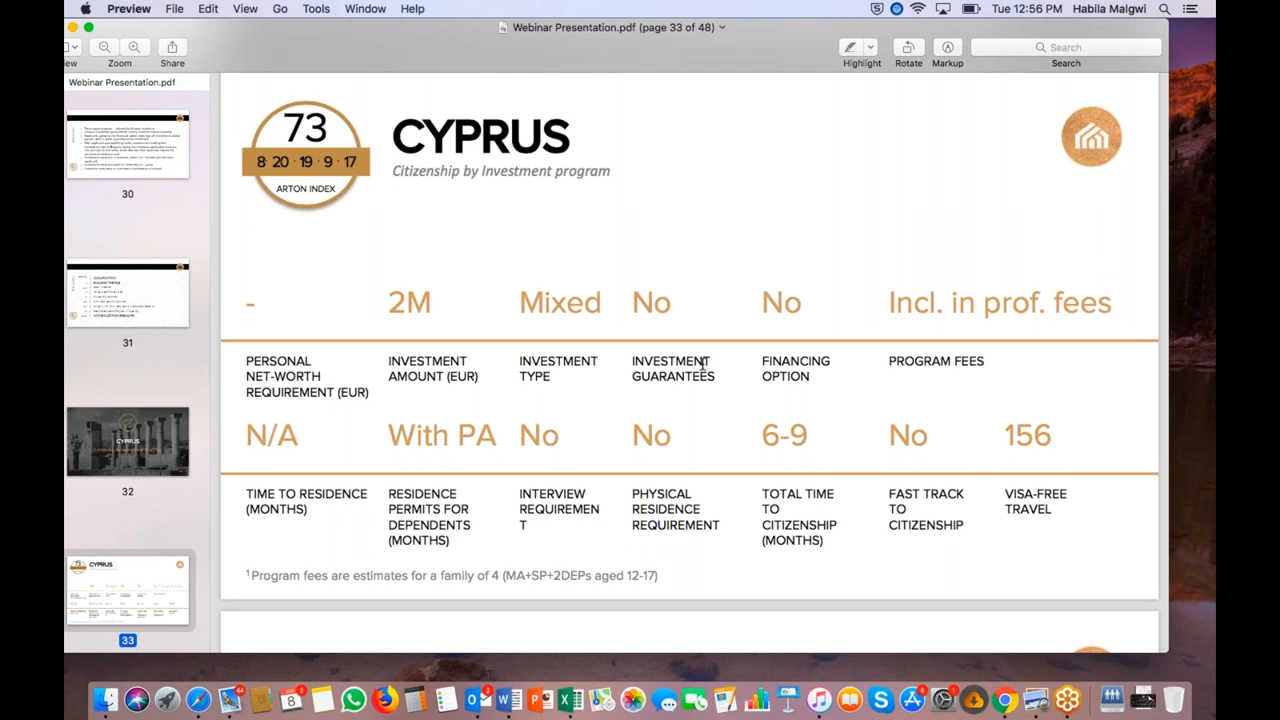 Preview File Edit View Go Tools Window Help
Tue 12:56 PM Habila Malgwi
Webinar Presentation.pdf (page 33 of 48)
ew Zoom Share
Highlight Rotate Markup Search
Search
Webinar Presentation.pdf
30
31
32
33
73
8 · 20 · 19 · 9 · 17
ARTON INDEX
CYPRUS
Citizenship by Investment program
- 2M Mixed No No Incl. in prof. fees
PERSONAL INVESTMENT INVESTMENT INVESTMENT FINANCING PROGRAM FEES
NET-WORTH AMOUNT (EUR) TYPE GUARANTEES OPTION
REQUIREMENT (EUR)
N/A With PA No No 6-9 No 156
TIME TO RESIDENCE RESIDENCE INTERVIEW PHYSICAL TOTAL TIME FAST TRACK VISA-FREE
(MONTHS) PERMITS FOR REQUIREMEN RESIDENCE TO TO TRAVEL
DEPENDENTS T REQUIREMENT CITIZENSHIP CITIZENSHIP
(MONTHS) (MONTHS)
1Program fees are estimates for a family of 4 (MA+SP+2DEPs aged 12-17)
CYPRUS
CYPRUS